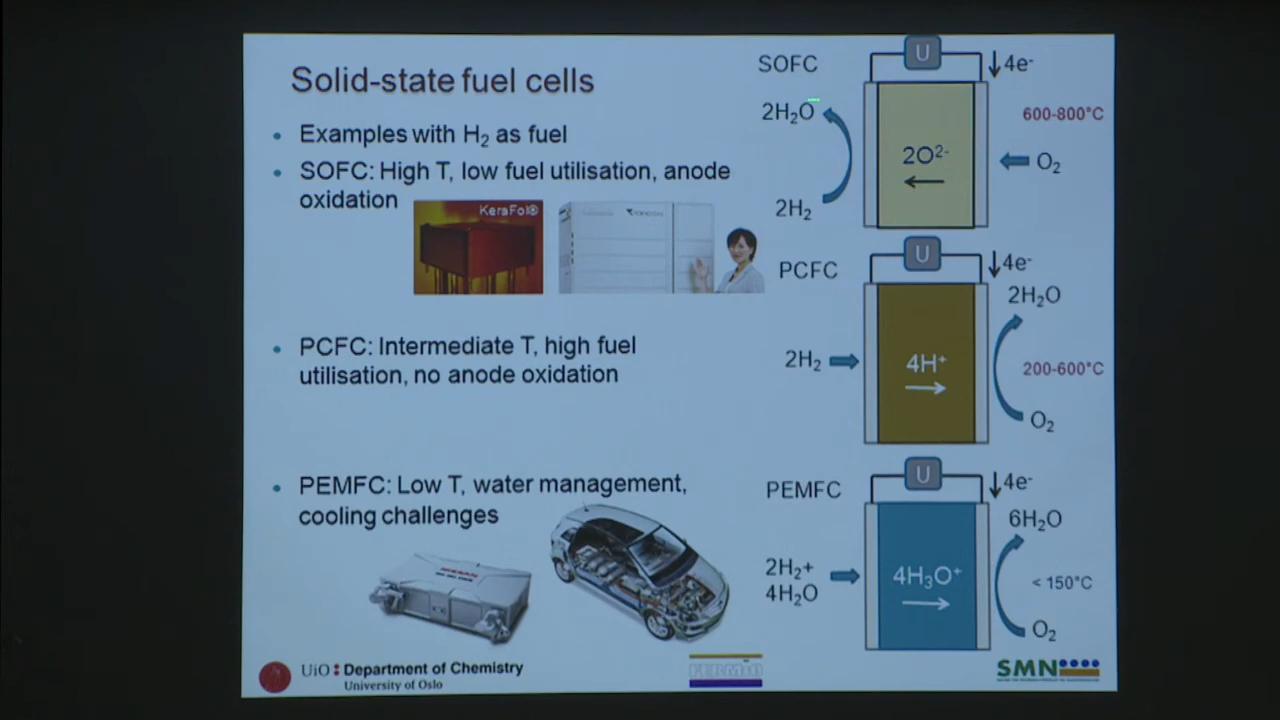 Solid-state fuel cells
• Examples with H₂ as fuel
• SOFC: High T, low fuel utilisation, anode
oxidation
KeraFol®
• PCFC: Intermediate T, high fuel
utilisation, no anode oxidation
• PEMFC: Low T, water management,
cooling challenges
SOFC
U
4e⁻
2H₂O
600-800°C
2O²⁻
O₂
2H₂
PCFC
U
4e⁻
2H₂O
2H₂
4H⁺
200-600°C
O₂
PEMFC
U
4e⁻
6H₂O
2H₂+
4H₂O
4H₃O⁺
< 150°C
O₂
UiO: Department of Chemistry
University of Oslo
FERMiO
SMN